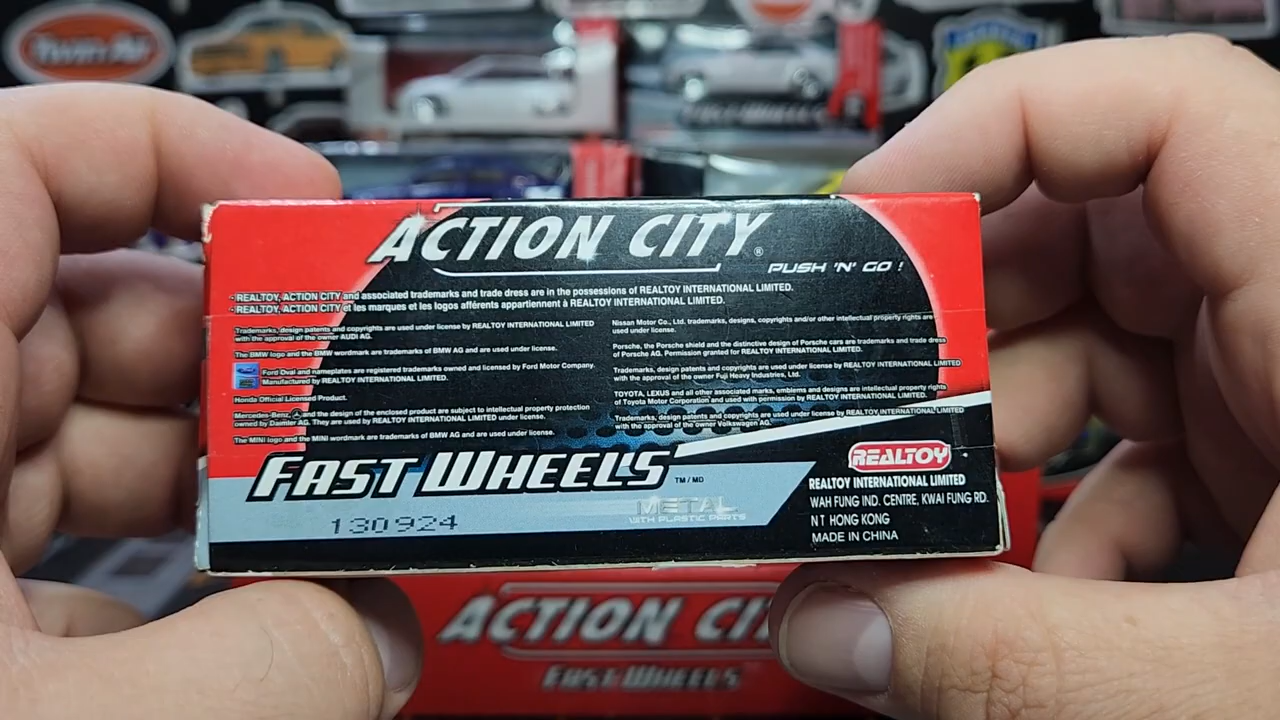 Twin Air
FAST WHEELS
ACTION CITY®
PUSH 'N' GO !
- REALTOY, ACTION CITY and associated trademarks and trade dress are in the possessions of REALTOY INTERNATIONAL LIMITED.
- REALTOY, ACTION CITY et les marques et les logos afférents appartiennent à REALTOY INTERNATIONAL LIMITED.
Trademarks, design patents and copyrights are used under license by REALTOY INTERNATIONAL LIMITED
with the approval of the owner AUDI AG.
The BMW logo and the BMW wordmark are trademarks of BMW AG and are used under license.
Ford Oval and nameplates are registered trademarks owned and licensed by Ford Motor Company.
Manufactured by REALTOY INTERNATIONAL LIMITED.
Honda Official Licensed Product.
Mercedes-Benz, and the design of the enclosed product are subject to intellectual property protection
owned by Daimler AG. They are used by REALTOY INTERNATIONAL LIMITED under license.
The MINI logo and the MINI wordmark are trademarks of BMW AG and are used under license.
Nissan Motor Co., Ltd. trademarks, designs, copyrights and/or other intellectual property rights are
used under license.
Porsche, the Porsche shield and the distinctive design of Porsche cars are trademarks and trade dress
of Porsche AG. Permission granted for REALTOY INTERNATIONAL LIMITED.
Trademarks, design patents and copyrights are used under license by REALTOY INTERNATIONAL LIMITED
with the approval of the owner Fuji Heavy Industries, Ltd.
TOYOTA, LEXUS and all other associated marks, emblems and designs are intellectual property rights
of Toyota Motor Corporation and used with permission by REALTOY INTERNATIONAL LIMITED.
Trademarks, design patents and copyrights are used under license by REALTOY INTERNATIONAL LIMITED
with the approval of the owner Volkswagen AG.
FAST WHEELS TM / MD
130924
METAL
WITH PLASTIC PARTS
REALTOY
REALTOY INTERNATIONAL LIMITED
WAH FUNG IND. CENTRE, KWAI FUNG RD.
N T HONG KONG
MADE IN CHINA
ACTION CI
FAST WHEELS